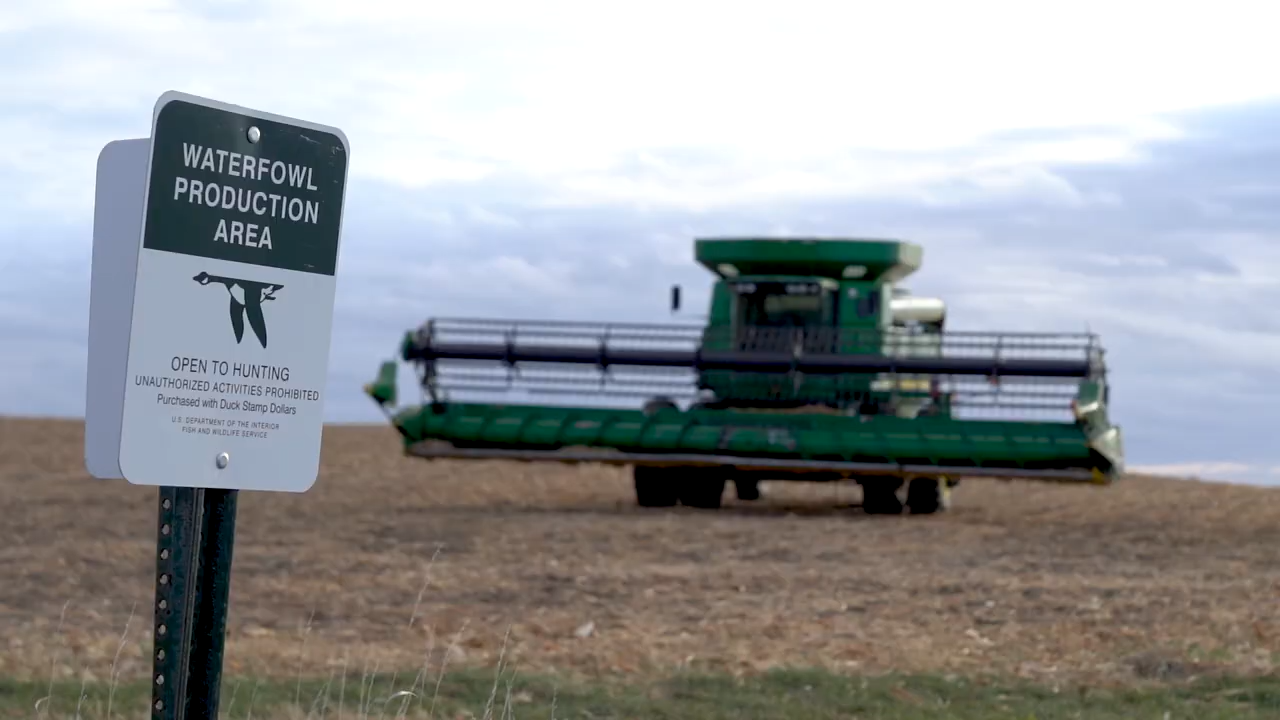 WATERFOWL
PRODUCTION
AREA
OPEN TO HUNTING
UNAUTHORIZED ACTIVITIES PROHIBITED
Purchased with Duck Stamp Dollars
U.S. DEPARTMENT OF THE INTERIOR
FISH AND WILDLIFE SERVICE